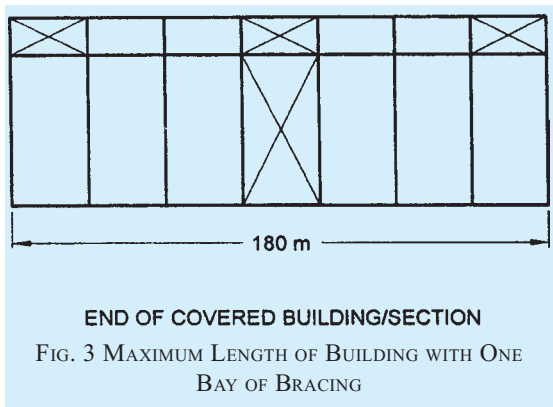 180 m
END OF COVERED BUILDING/SECTION
FIG. 3 MAXIMUM LENGTH OF BUILDING WITH ONE
BAY OF BRACING